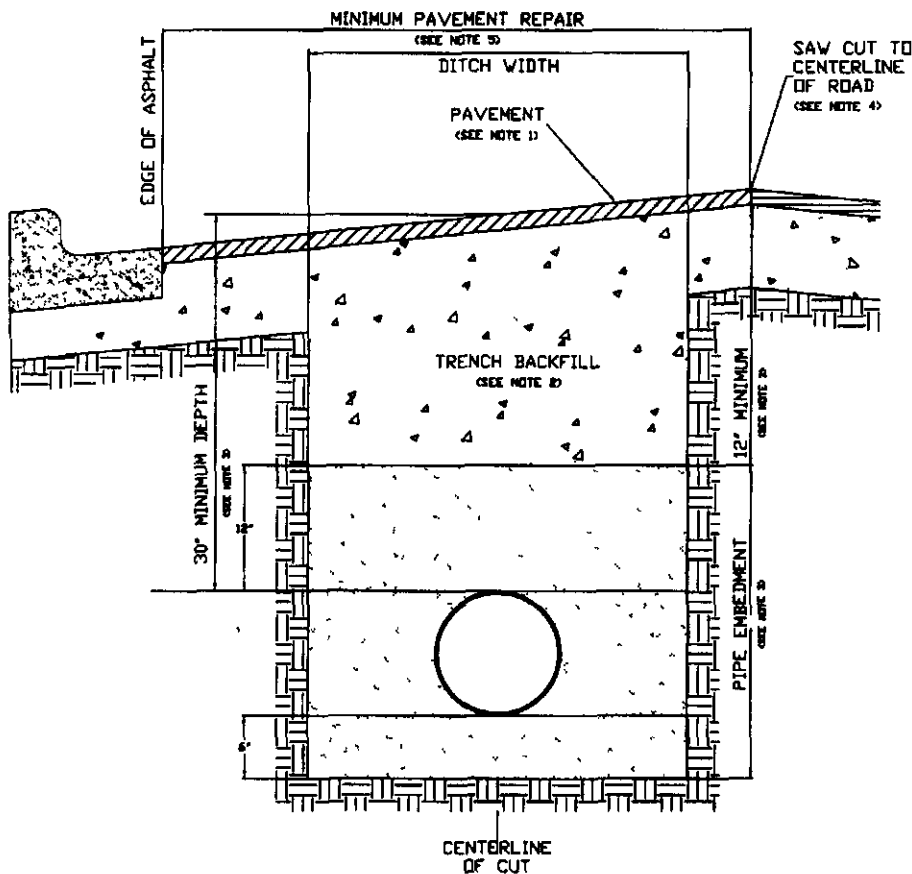 MINIMUM PAVEMENT REPAIR
(SEE NOTE 5)
DITCH WIDTH
SAW CUT TO
CENTERLINE
OF ROAD
(SEE NOTE 4)
EDGE OF ASPHALT
PAVEMENT
(SEE NOTE 1)
TRENCH BACKFILL
(SEE NOTE 2)
30" MINIMUM DEPTH
(SEE NOTE 3)
12" MINIMUM
(SEE NOTE 3)
12"
PIPE EMBEDMENT
(SEE NOTE 3)
6"
CENTERLINE
OF CUT